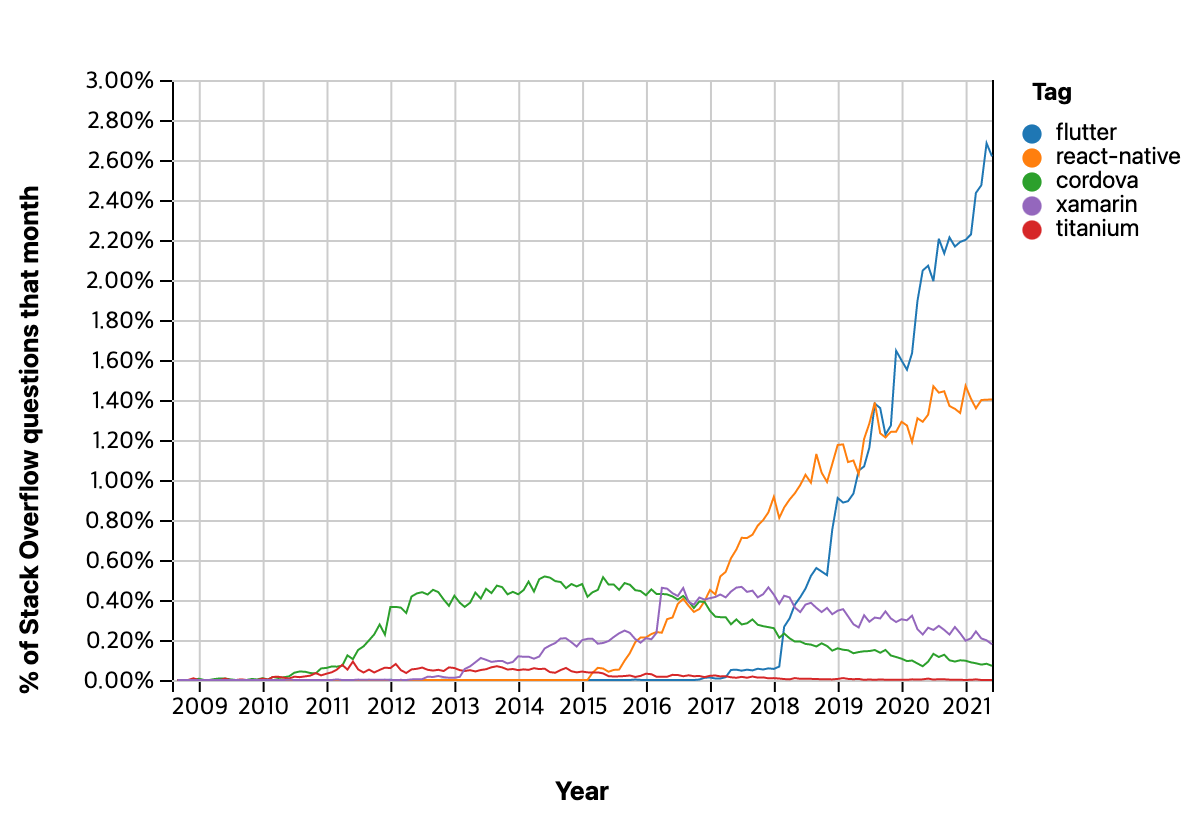 3.00%
2.80%
2.60%
2.40%
2.20%
2.00%
1.80%
1.60%
1.40%
1.20%
1.00%
0.80%
0.60%
0.40%
0.20%
0.00%
% of Stack Overflow questions that month
2009 2010 2011 2012 2013 2014 2015 2016 2017 2018 2019 2020 2021
Year
Tag
flutter
react-native
cordova
xamarin
titanium